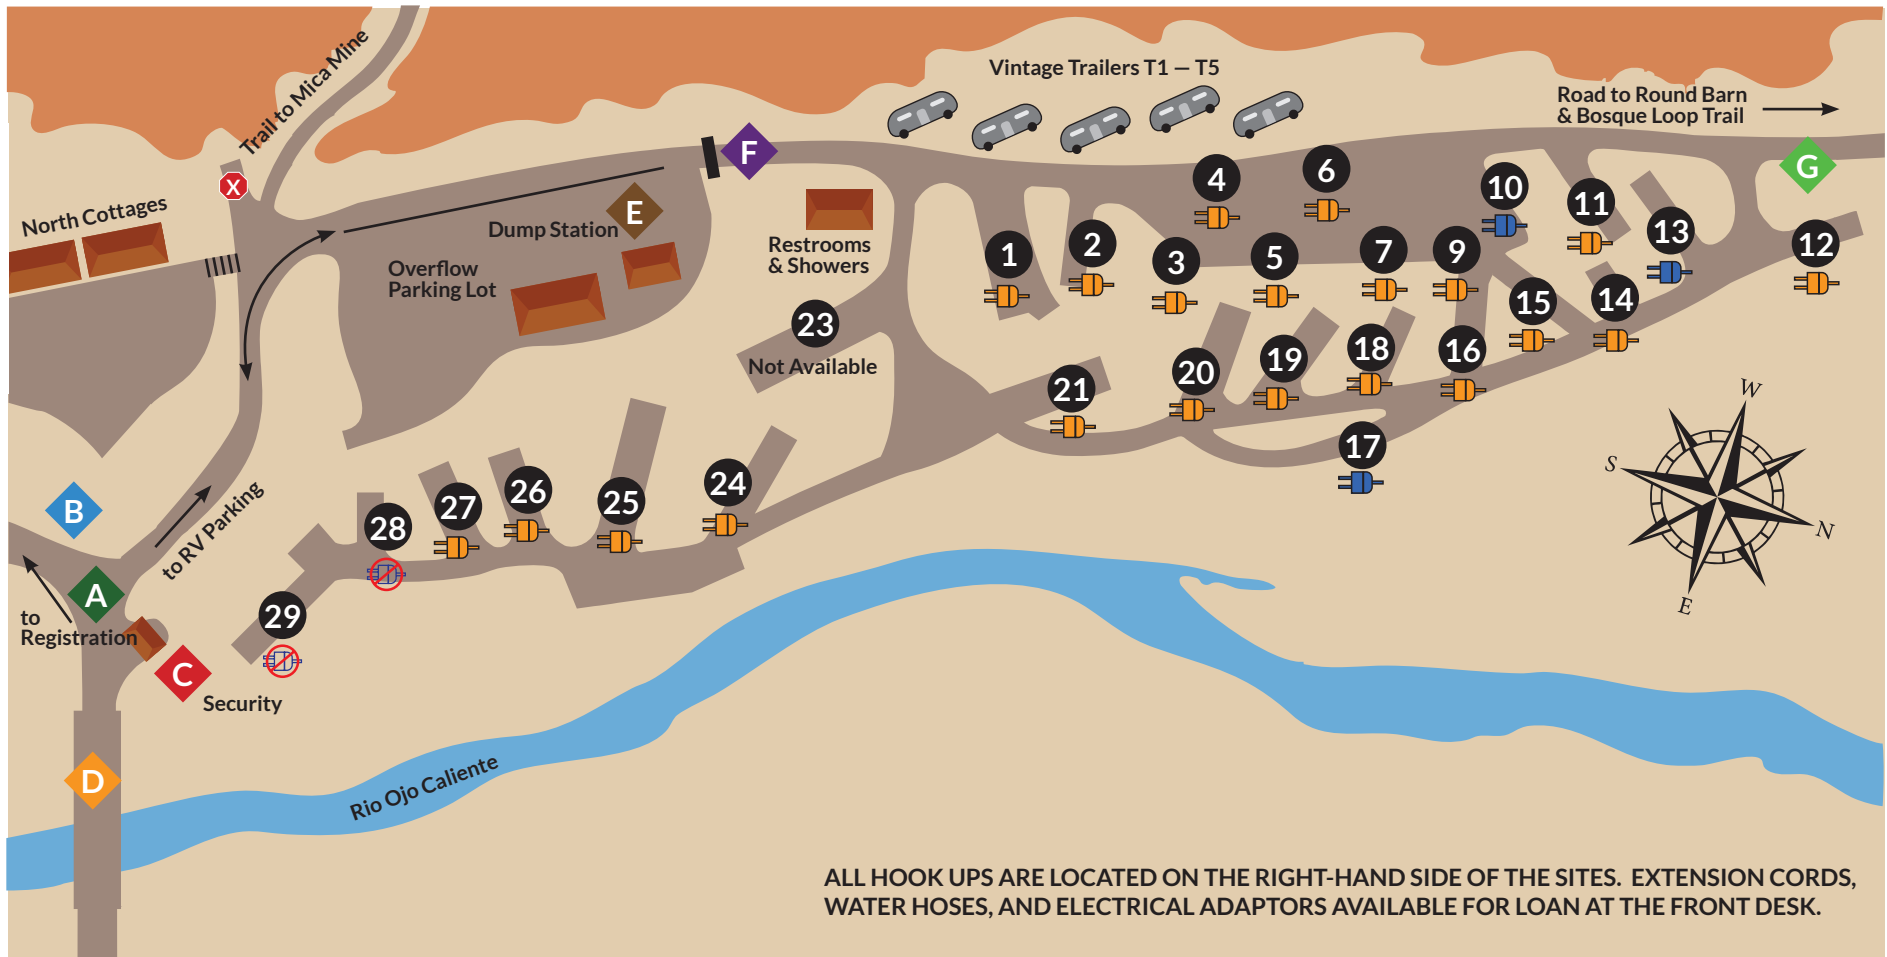 Trail to Mica Mine
Vintage Trailers T1 — T5
Road to Round Barn
& Bosque Loop Trail
X
F
G
North Cottages
E
Dump Station
Overflow
Parking Lot
Restrooms
& Showers
4
6
10
11
13
12
1
2
3
5
7
9
15
14
23
Not Available
21
20
19
18
16
17
W
S
N
E
B
to RV Parking
28
27
26
25
24
A
to
Registration
29
C
Security
D
Rio Ojo Caliente
ALL HOOK UPS ARE LOCATED ON THE RIGHT-HAND SIDE OF THE SITES. EXTENSION CORDS,
WATER HOSES, AND ELECTRICAL ADAPTORS AVAILABLE FOR LOAN AT THE FRONT DESK.